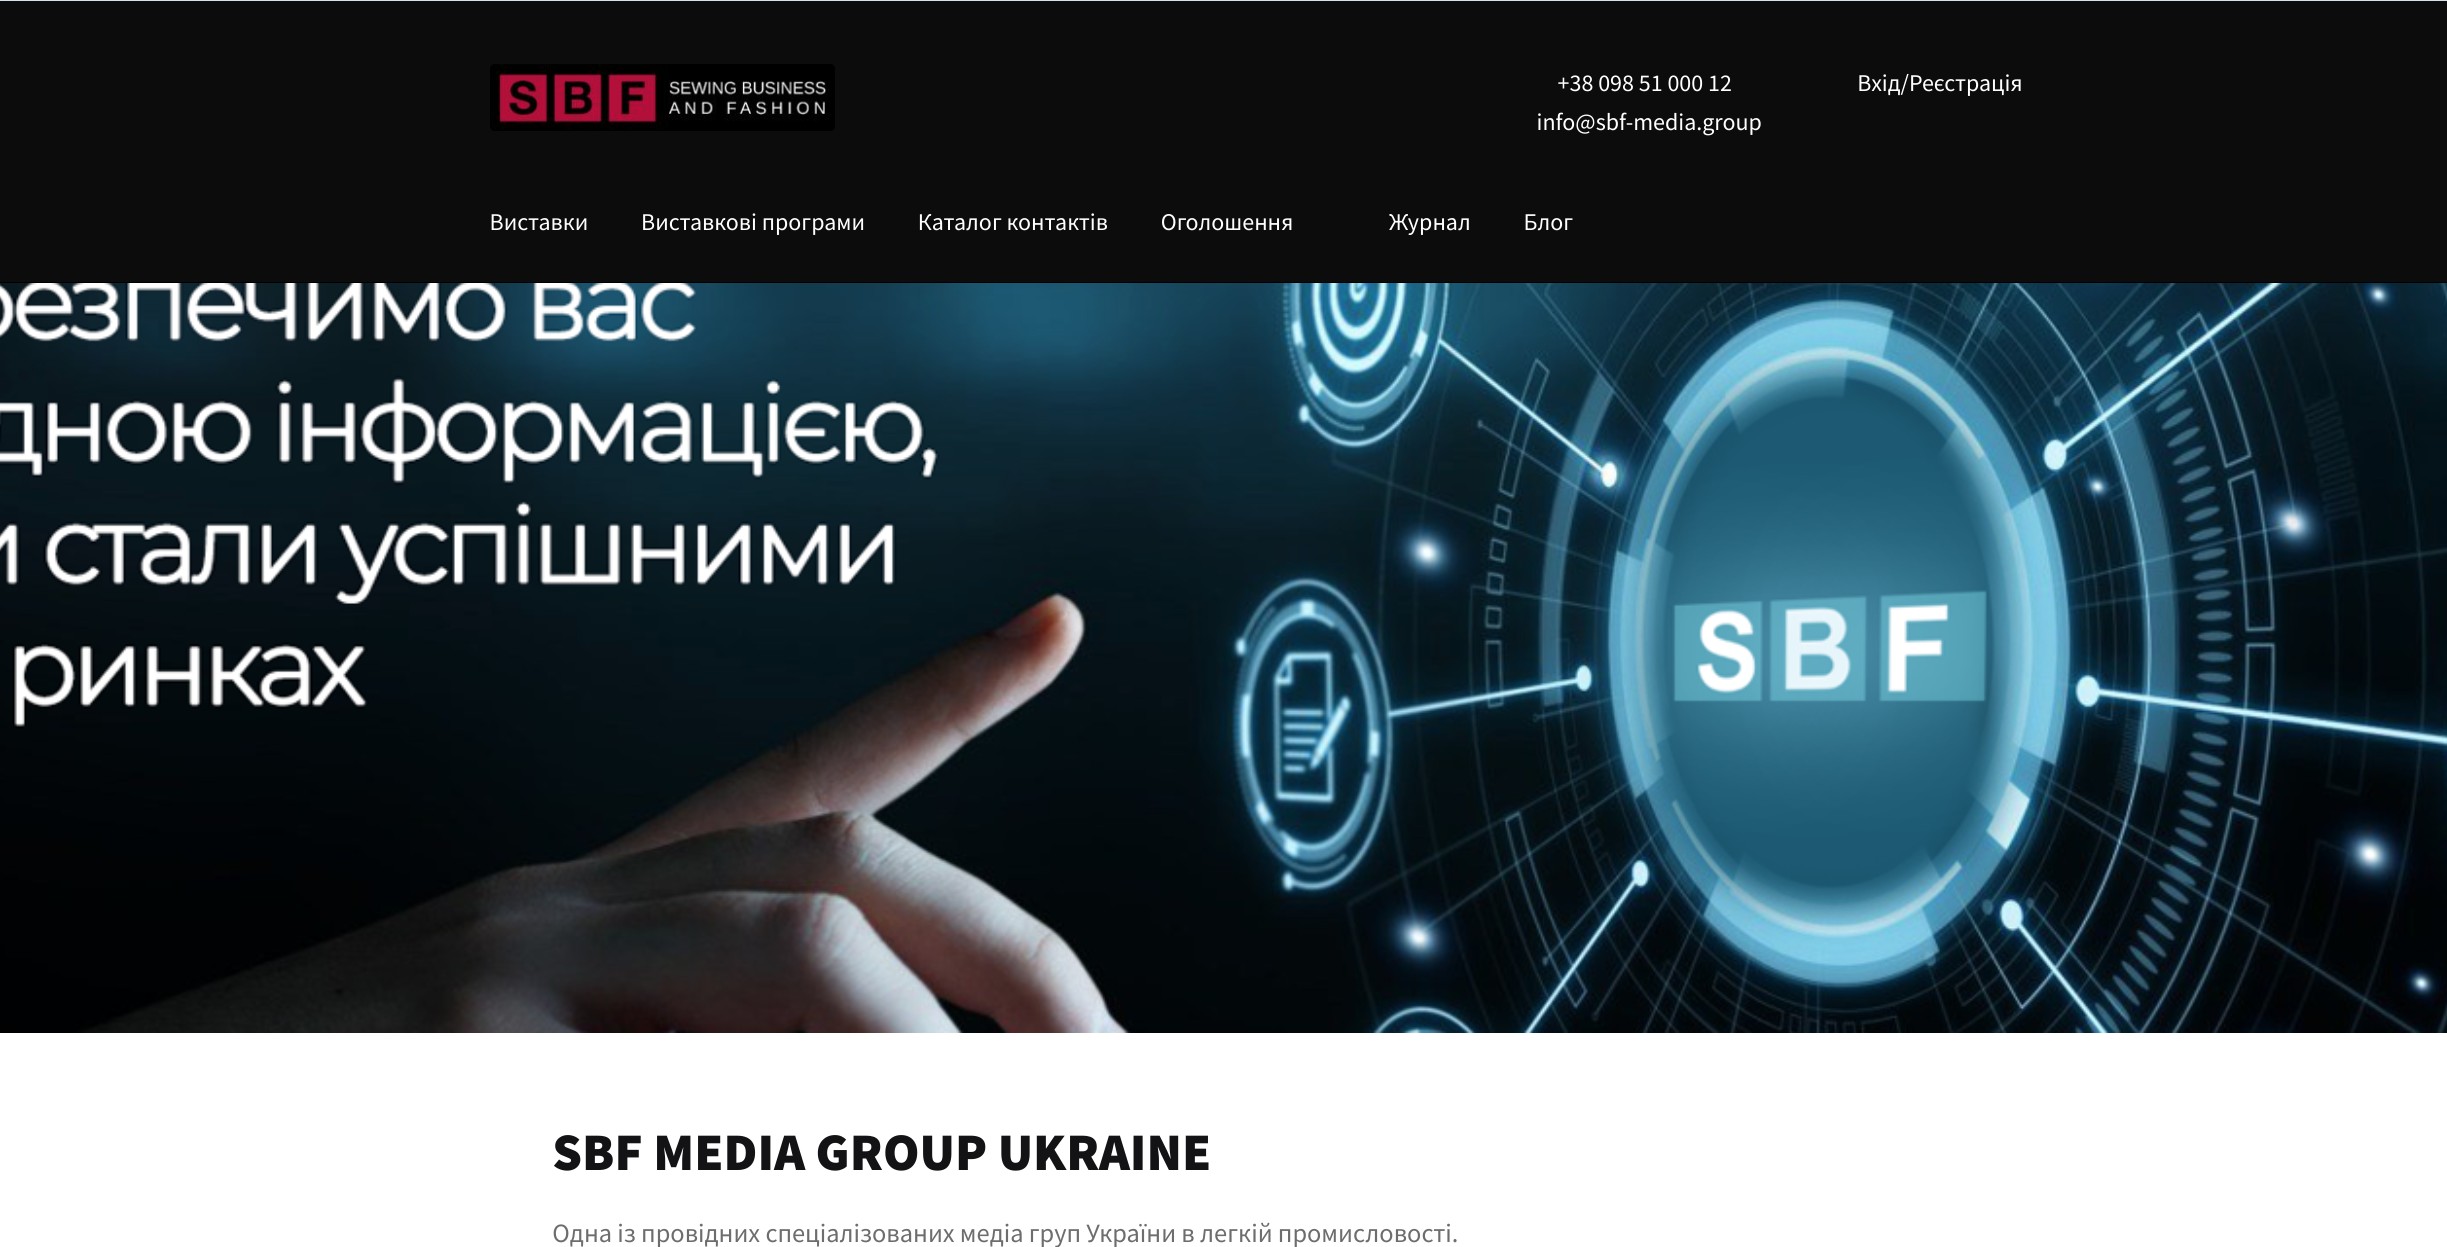 SBF SEWING BUSINESS
AND FASHION
+38 098 51 000 12
info@sbf-media.group
Вхід/Реєстрація
Виставки Виставкові програми Каталог контактів Оголошення Журнал Блог
вас
інформацією,
стали успішними
ринках
SBF
SBF MEDIA GROUP UKRAINE
Одна із провідних спеціалізованих медіа груп України в легкій промисловості.